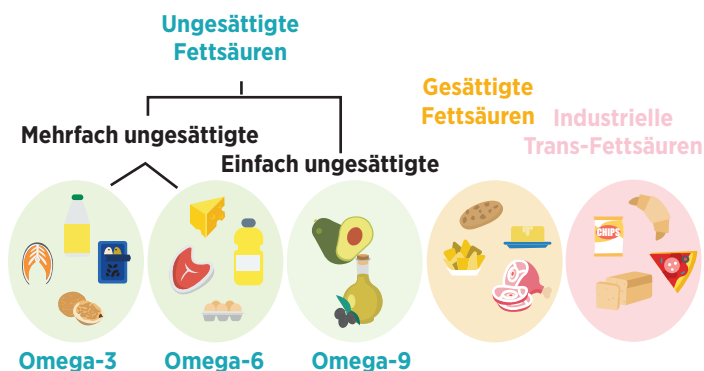 Ungesättigte
Fettsäuren
Gesättigte
Fettsäuren
Industrielle
Trans-Fettsäuren
Mehrfach ungesättigte
Einfach ungesättigte
CHIPS
Omega-3
Omega-6
Omega-9